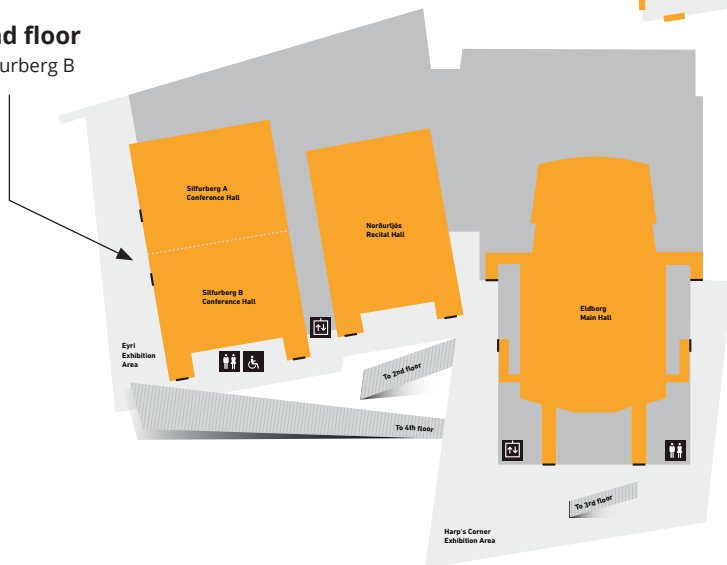 floor
B
Silfurberg A
Conference Hall
Norðurljós
Recital Hall
Silfurberg B
Conference Hall
Eldborg
Main Hall
Eyri
Exhibition
Area
To 2nd floor
To 4th floor
To 3rd floor
Harp's Corner
Exhibition Area